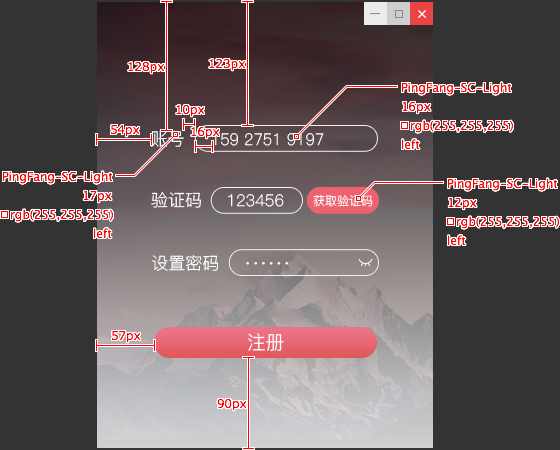 128px
123px
PingFang-SC-Light
16px
rgb(255,255,255)
left
10px
54px
账号
16px
159 2751 9197
PingFang-SC-Light
17px
rgb(255,255,255)
left
PingFang-SC-Light
12px
rgb(255,255,255)
left
验证码
123456
获取验证码
设置密码
57px
注册
90px